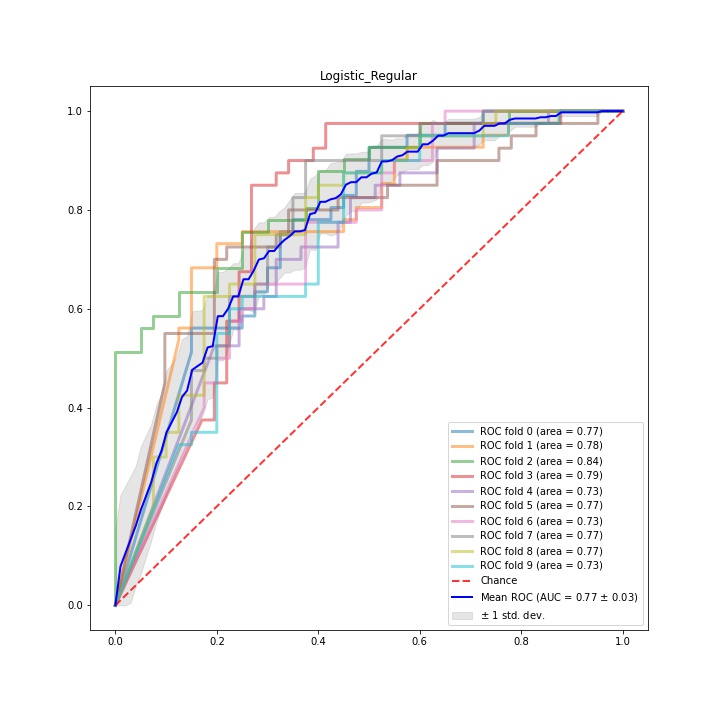 Logistic_Regular
1.0
0.8
0.6
0.4
0.2
0.0
0.0 0.2 0.4 0.6 0.8 1.0
ROC fold 0 (area = 0.77)
ROC fold 1 (area = 0.78)
ROC fold 2 (area = 0.84)
ROC fold 3 (area = 0.79)
ROC fold 4 (area = 0.73)
ROC fold 5 (area = 0.77)
ROC fold 6 (area = 0.73)
ROC fold 7 (area = 0.77)
ROC fold 8 (area = 0.77)
ROC fold 9 (area = 0.73)
Chance
Mean ROC (AUC = 0.77 ± 0.03)
± 1 std. dev.